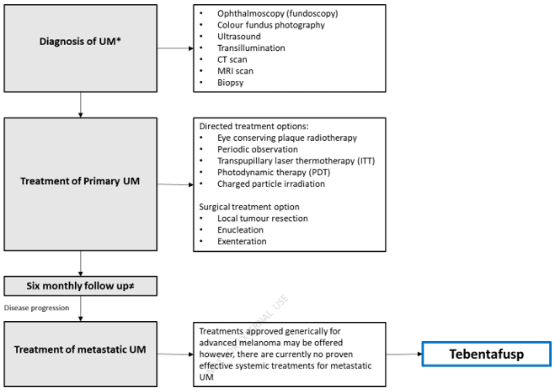 Diagnosis of UM*
• Ophthalmoscopy (fundoscopy)
• Colour fundus photography
• Ultrasound
• Transillumination
• CT scan
• MRI scan
• Biopsy
Treatment of Primary UM
Directed treatment options:
• Eye conserving plaque radiotherapy
• Periodic observation
• Transpupillary laser thermotherapy (ITT)
• Photodynamic therapy (PDT)
• Charged particle irradiation
Surgical treatment option
• Local tumour resection
• Enucleation
• Exenteration
Six monthly follow up≠
Disease progression
Treatment of metastatic UM
Treatments approved generically for
advanced melanoma may be offered
however, there are currently no proven
effective systemic treatments for metastatic
UM
Tebentafusp
USE